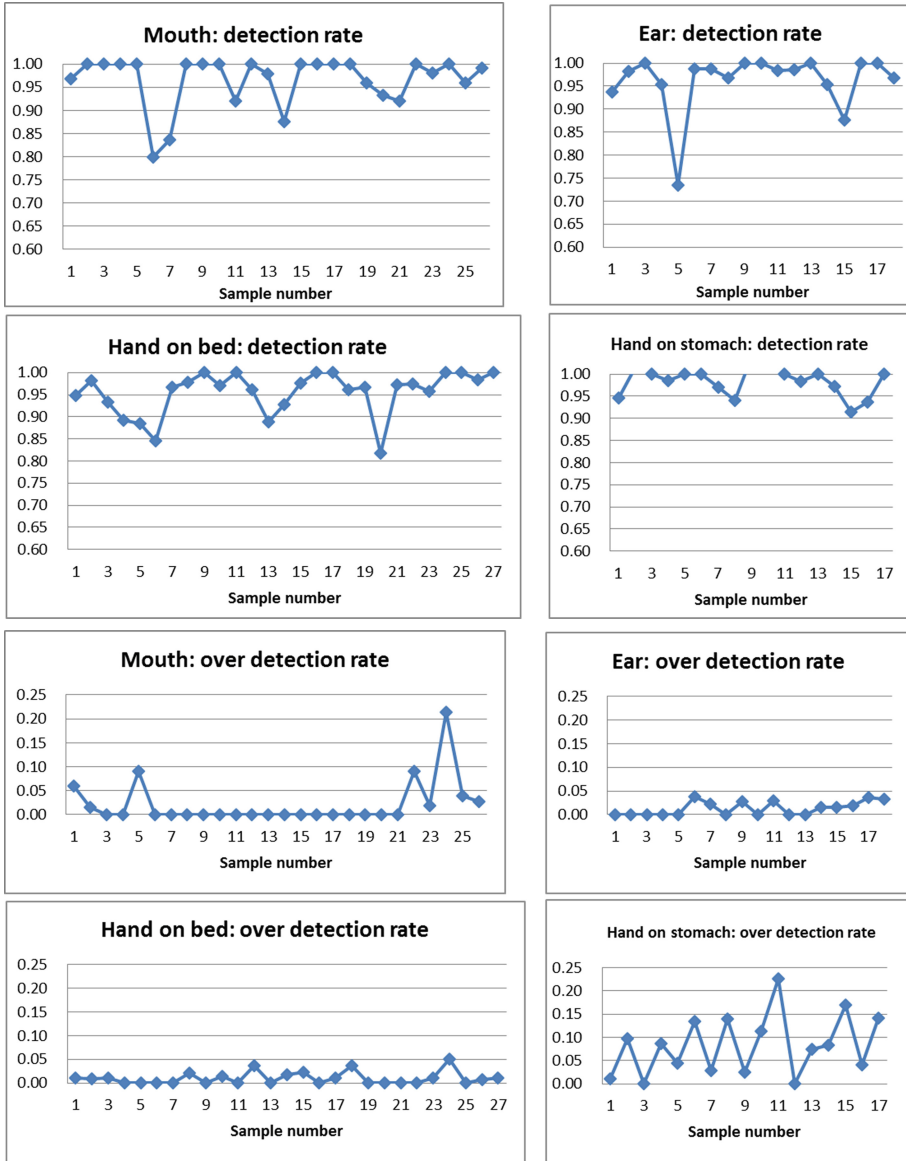 Mouth: detection rate
1.00
0.95
0.90
0.85
0.80
0.75
0.70
0.65
0.60
1 3 5 7 9 11 13 15 17 19 21 23 25
Sample number
Ear: detection rate
1.00
0.95
0.90
0.85
0.80
0.75
0.70
0.65
0.60
1 3 5 7 9 11 13 15 17
Sample number
Hand on bed: detection rate
1.00
0.95
0.90
0.85
0.80
0.75
0.70
0.65
0.60
1 3 5 7 9 11 13 15 17 19 21 23 25 27
Sample number
Hand on stomach: detection rate
1.00
0.95
0.90
0.85
0.80
0.75
0.70
0.65
0.60
1 3 5 7 9 11 13 15 17
Sample number
Mouth: over detection rate
0.25
0.20
0.15
0.10
0.05
0.00
1 3 5 7 9 11 13 15 17 19 21 23 25
Sample number
Ear: over detection rate
0.25
0.20
0.15
0.10
0.05
0.00
1 3 5 7 9 11 13 15 17
Sample number
Hand on bed: over detection rate
0.25
0.20
0.15
0.10
0.05
0.00
1 3 5 7 9 11 13 15 17 19 21 23 25 27
Sample number
Hand on stomach: over detection rate
0.25
0.20
0.15
0.10
0.05
0.00
1 3 5 7 9 11 13 15 17
Sample number